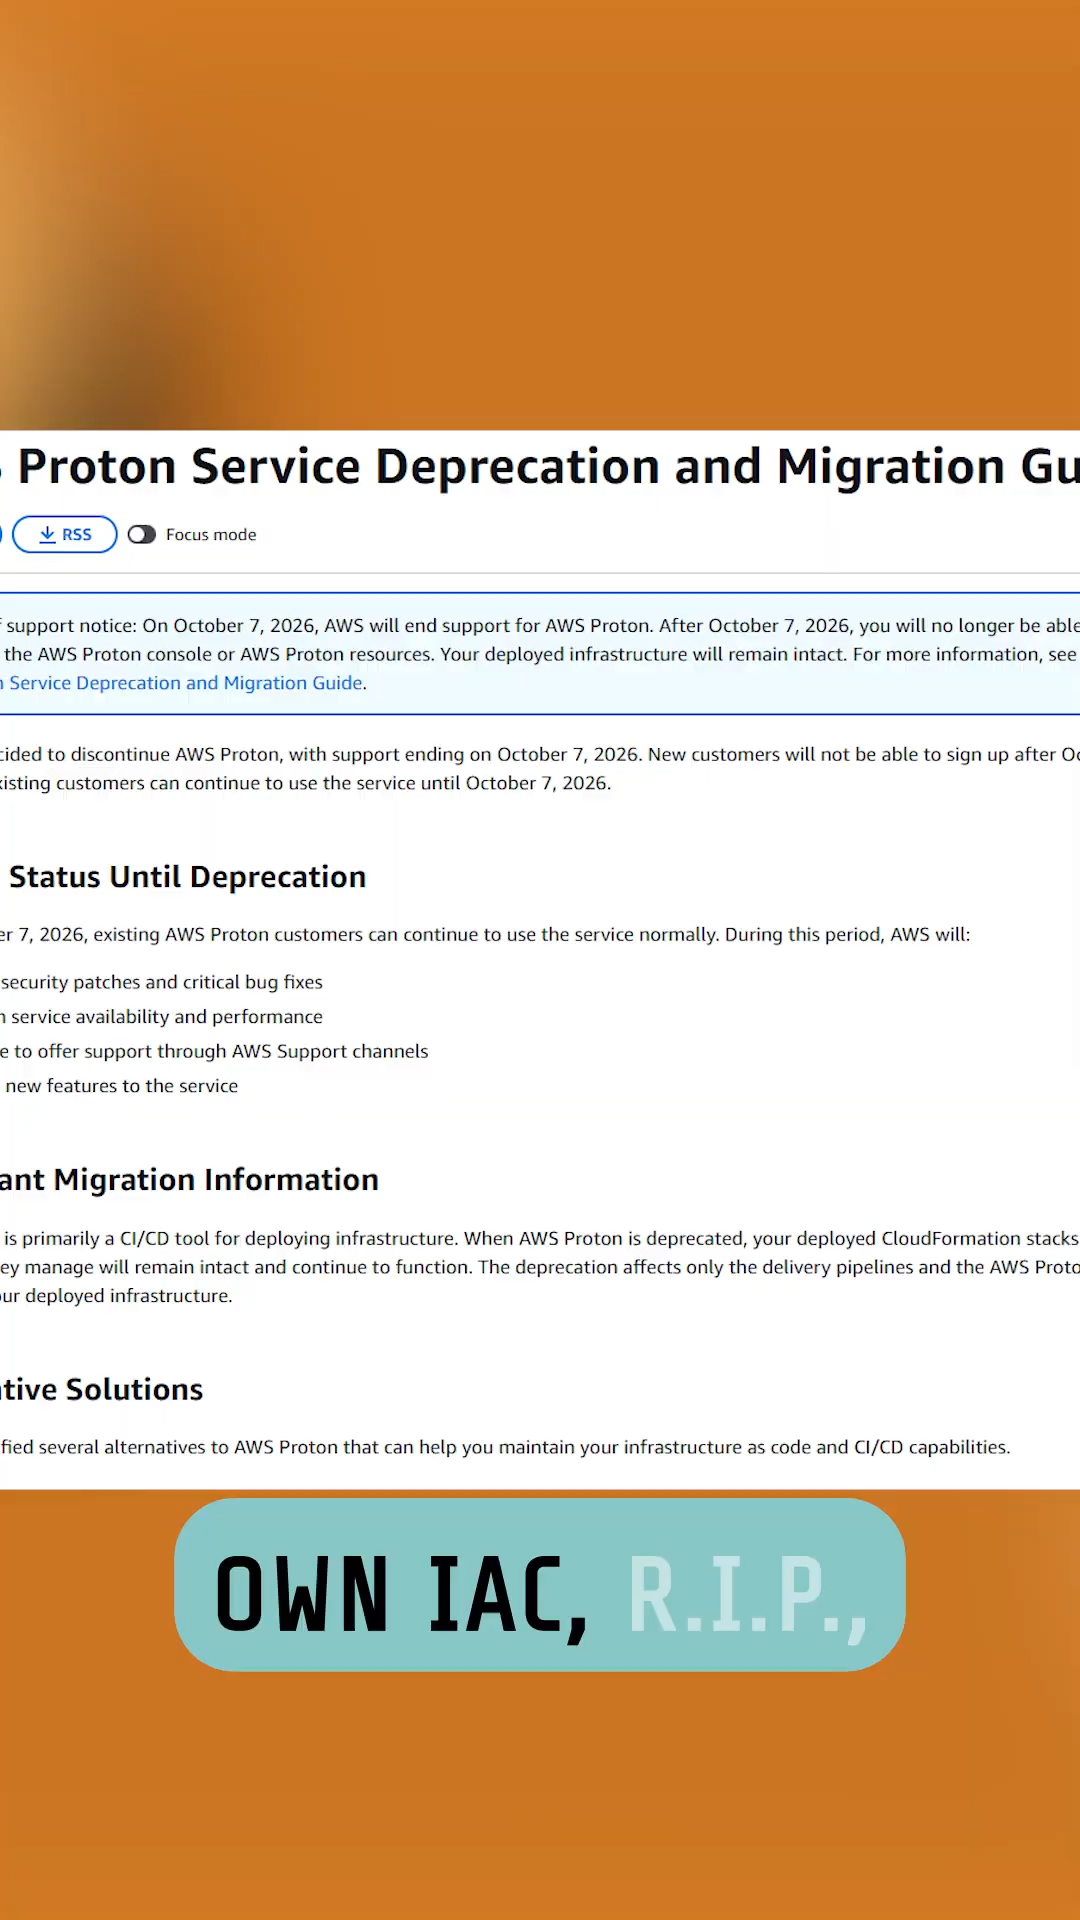 Proton Service Deprecation and Migration Gu
RSS
Focus mode
support notice: On October 7, 2026, AWS will end support for AWS Proton. After October 7, 2026, you will no longer be able
the AWS Proton console or AWS Proton resources. Your deployed infrastructure will remain intact. For more information, see
Service Deprecation and Migration Guide.
cided to discontinue AWS Proton, with support ending on October 7, 2026. New customers will not be able to sign up after Oc
xisting customers can continue to use the service until October 7, 2026.
Status Until Deprecation
er 7, 2026, existing AWS Proton customers can continue to use the service normally. During this period, AWS will:
security patches and critical bug fixes
n service availability and performance
e to offer support through AWS Support channels
new features to the service
ant Migration Information
is primarily a CI/CD tool for deploying infrastructure. When AWS Proton is deprecated, your deployed CloudFormation stacks
ey manage will remain intact and continue to function. The deprecation affects only the delivery pipelines and the AWS Proto
ur deployed infrastructure.
tive Solutions
fied several alternatives to AWS Proton that can help you maintain your infrastructure as code and CI/CD capabilities.
OWN IAC, R.I.P.,